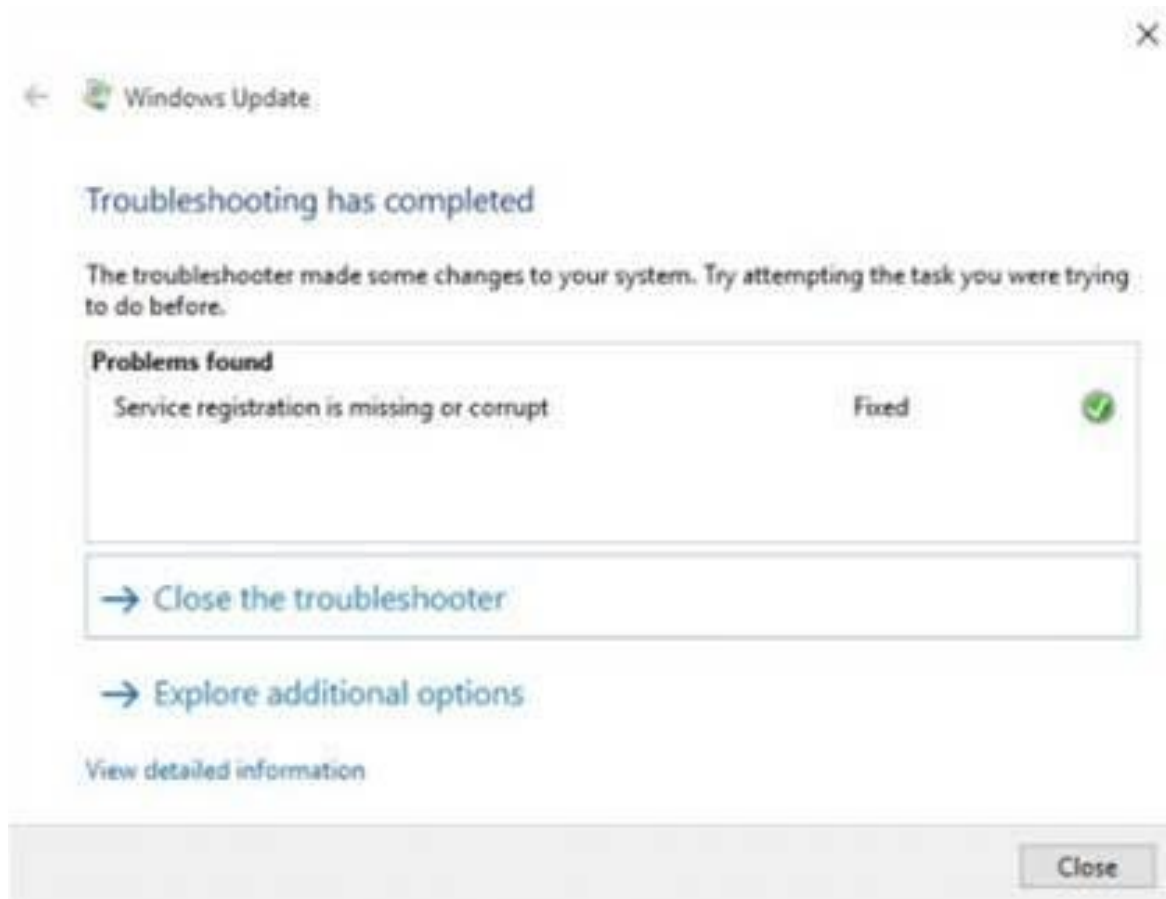 Windows Update
Troubleshooting has completed
The troubleshooter made some changes to your system. Try attempting the task you were trying
to do before.
Problems found
Service registration is missing or corrupt Fixed
Close the troubleshooter
Explore additional options
View detailed information
Close